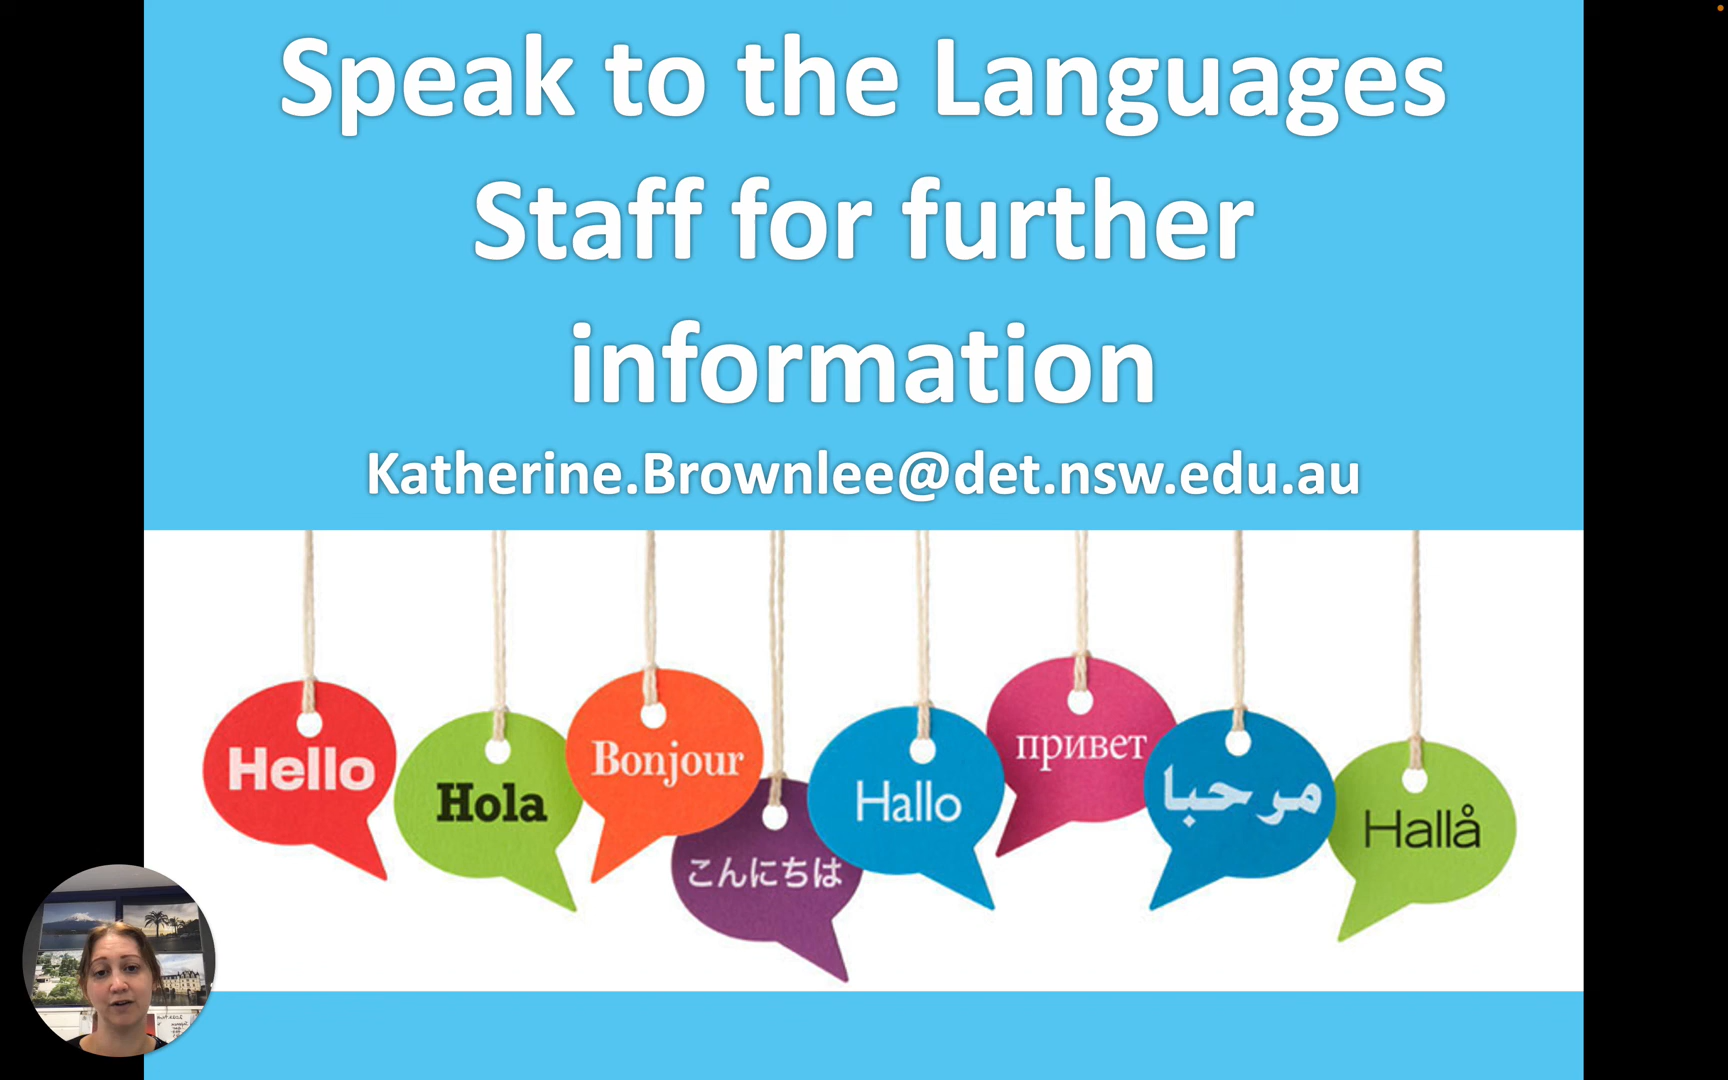 Speak to the Languages
Staff for further
information
Katherine.Brownlee@det.nsw.edu.au
Hello
Hola
Bonjour
こんにちは
Hallo
привет
مرحبا
Hallå